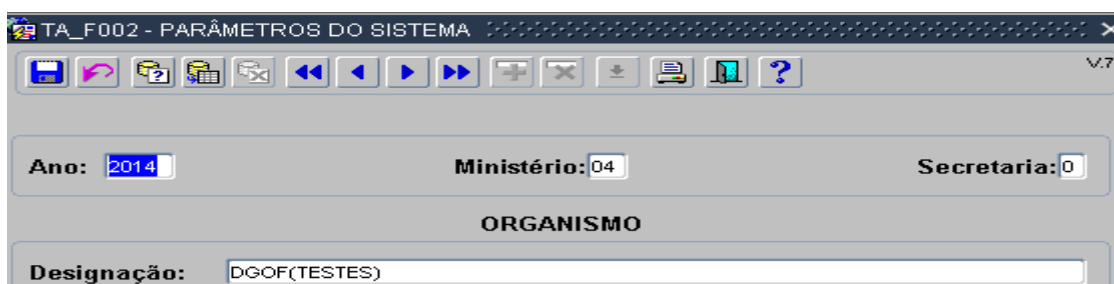 TA_F002 - PARÂMETROS DO SISTEMA
V.7
Ano: 2014 Ministério: 04 Secretaria: 0
ORGANISMO
Designação: DGOF(TESTES)